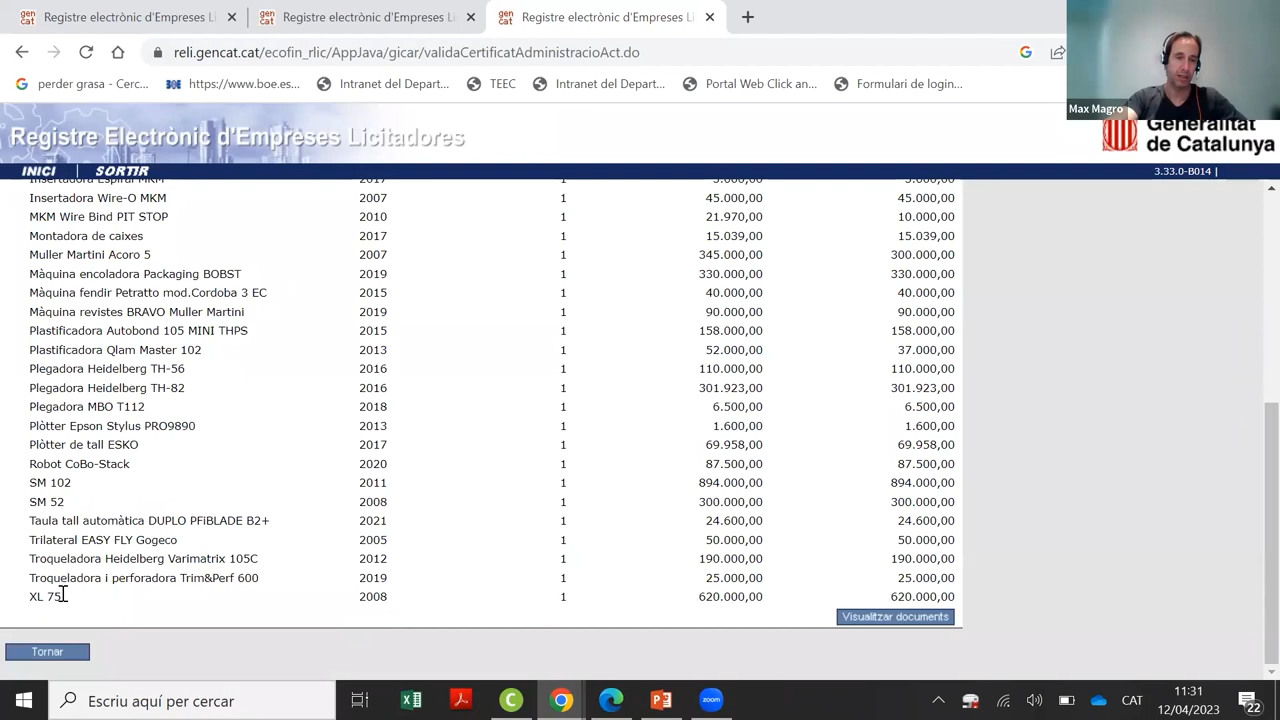 Registre electrònic d'Empreses Li
Registre electrònic d'Empreses Li
Registre electrònic d'Empreses Li
reli.gencat.cat/ecofin_rlic/AppJava/gicar/validaCertificatAdministracioAct.do
perder grasa - Cerc...
https://www.boe.es...
Intranet del Depart...
TEEC
Intranet del Depart...
Portal Web Click an...
Formulari de login...
Max Magro
Registre Electrònic d'Empreses Licitadores
Generalitat
de Catalunya
INICI | SORTIR
3.33.0-B014 |
Insertadora Espiral MKM 2017 1
Insertadora Wire-O MKM 2007 1 45.000,00 45.000,00
MKM Wire Bind PIT STOP 2010 1 21.970,00 10.000,00
Montadora de caixes 2017 1 15.039,00 15.039,00
Muller Martini Acoro 5 2007 1 345.000,00 300.000,00
Màquina encoladora Packaging BOBST 2019 1 330.000,00 330.000,00
Màquina fendir Petratto mod.Cordoba 3 EC 2015 1 40.000,00 40.000,00
Màquina revistes BRAVO Muller Martini 2019 1 90.000,00 90.000,00
Plastificadora Autobond 105 MINI THPS 2015 1 158.000,00 158.000,00
Plastificadora Qlam Master 102 2013 1 52.000,00 37.000,00
Plegadora Heidelberg TH-56 2016 1 110.000,00 110.000,00
Plegadora Heidelberg TH-82 2016 1 301.923,00 301.923,00
Plegadora MBO T112 2018 1 6.500,00 6.500,00
Plòtter Epson Stylus PRO9890 2013 1 1.600,00 1.600,00
Plòtter de tall ESKO 2017 1 69.958,00 69.958,00
Robot CoBo-Stack 2020 1 87.500,00 87.500,00
SM 102 2011 1 894.000,00 894.000,00
SM 52 2008 1 300.000,00 300.000,00
Taula tall automàtica DUPLO PFiBLADE B2+ 2021 1 24.600,00 24.600,00
Trilateral EASY FLY Gogeco 2005 1 50.000,00 50.000,00
Troqueladora Heidelberg Varimatrix 105C 2012 1 190.000,00 190.000,00
Troqueladora i perforadora Trim&Perf 600 2019 1 25.000,00 25.000,00
XL 75 2008 1 620.000,00 620.000,00
Visualitzar documents
Tornar
Escriu aquí per cercar
CAT
11:31
12/04/2023
22